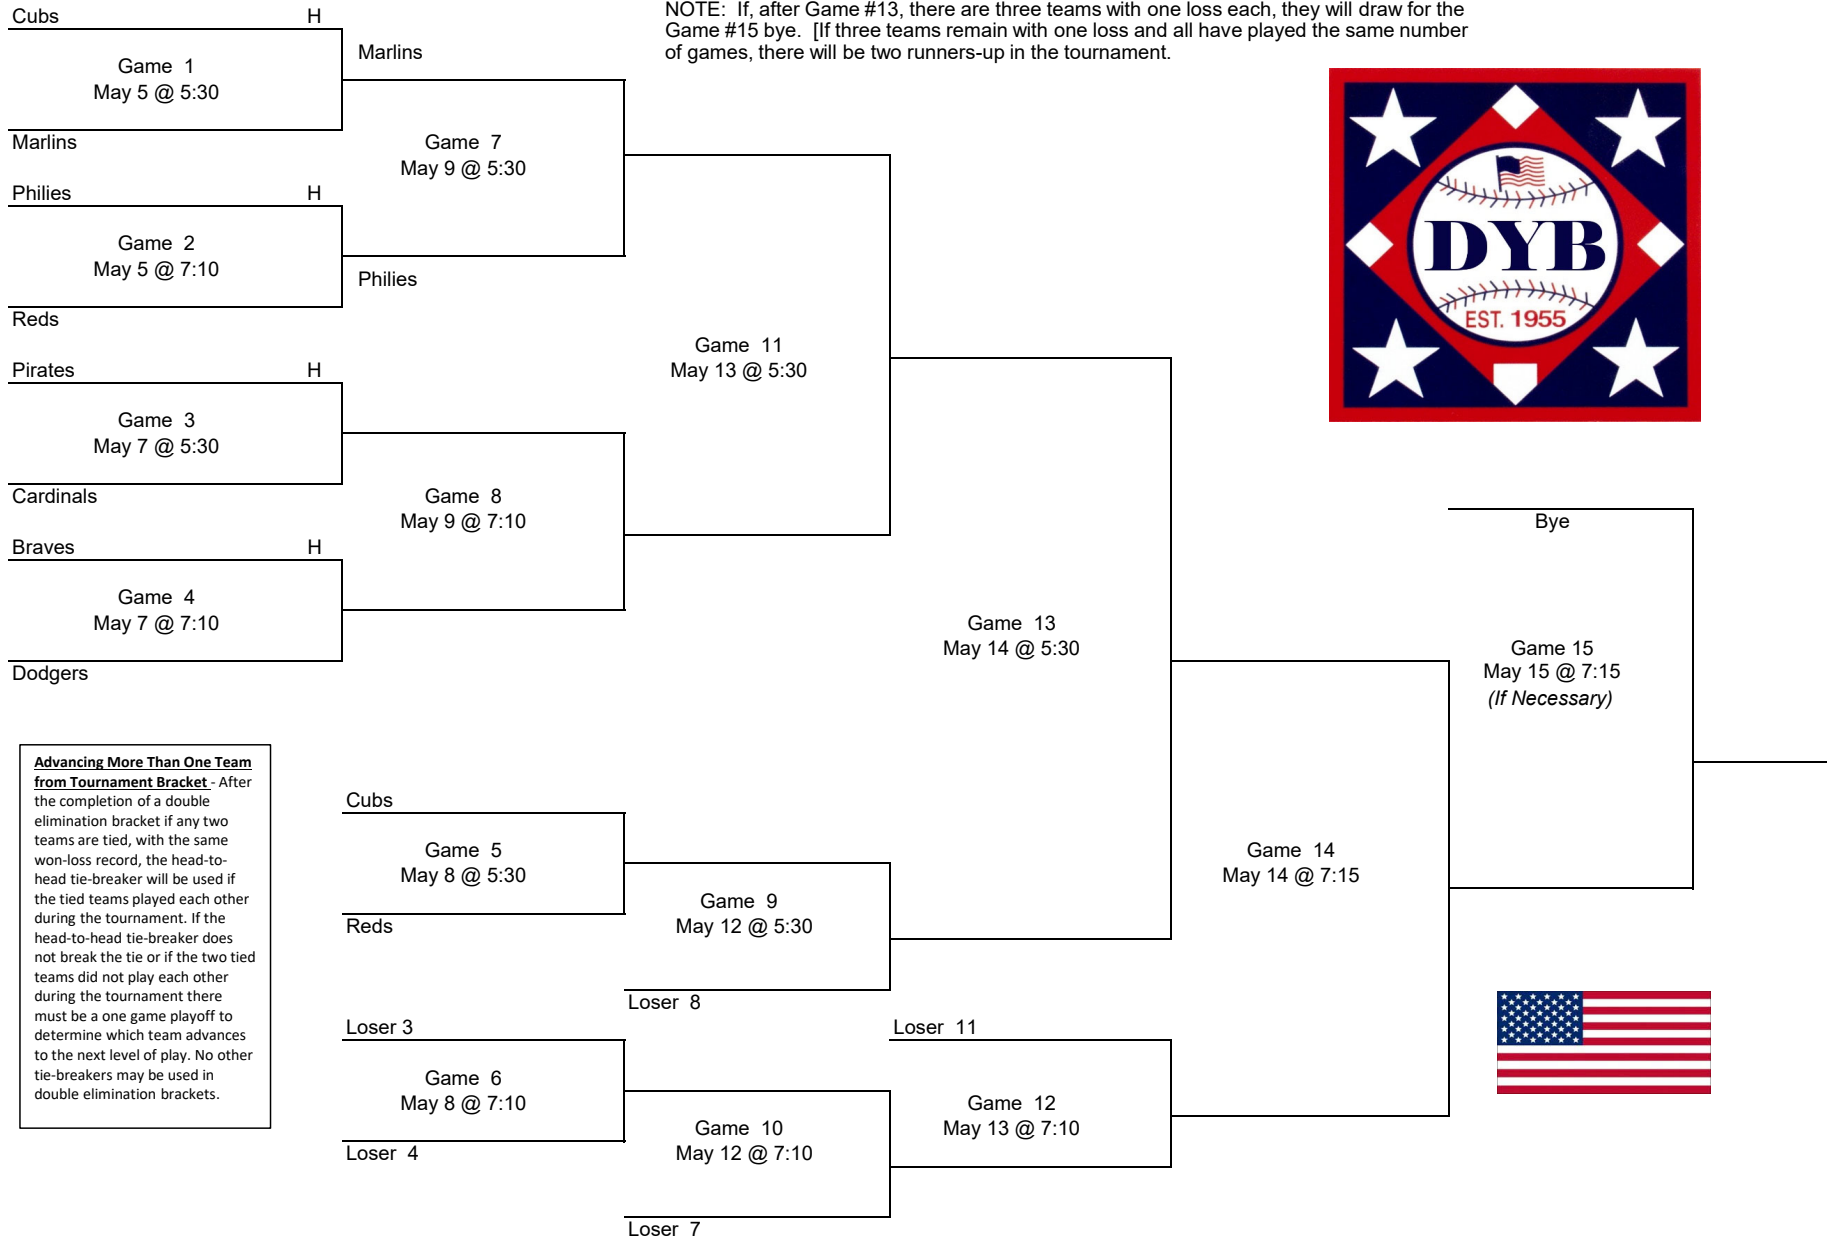 NOTE:  If, after Game #13, there are three teams with one loss each, they will draw for the
Game #15 bye.  [If three teams remain with one loss and all have played the same number
of games, there will be two runners-up in the tournament.
Cubs H
Game 1
May 5 @ 5:30
Marlins
Philies H
Game 2
May 5 @ 7:10
Reds
Pirates H
Game 3
May 7 @ 5:30
Cardinals
Braves H
Game 4
May 7 @ 7:10
Dodgers
Marlins
Game 7
May 9 @ 5:30
Philies
Game 8
May 9 @ 7:10
Game 11
May 13 @ 5:30
Game 13
May 14 @ 5:30
DYB
EST. 1955
Bye
Game 15
May 15 @ 7:15
(If Necessary)
Advancing More Than One Team
from Tournament Bracket - After
the completion of a double
elimination bracket if any two
teams are tied, with the same
won-loss record, the head-to-
head tie-breaker will be used if
the tied teams played each other
during the tournament. If the
head-to-head tie-breaker does
not break the tie or if the two tied
teams did not play each other
during the tournament there
must be a one game playoff to
determine which team advances
to the next level of play. No other
tie-breakers may be used in
double elimination brackets.
Cubs
Game 5
May 8 @ 5:30
Reds
Loser 3
Game 6
May 8 @ 7:10
Loser 4
Game 9
May 12 @ 5:30
Loser 8
Game 10
May 12 @ 7:10
Loser 7
Loser 11
Game 12
May 13 @ 7:10
Game 14
May 14 @ 7:15